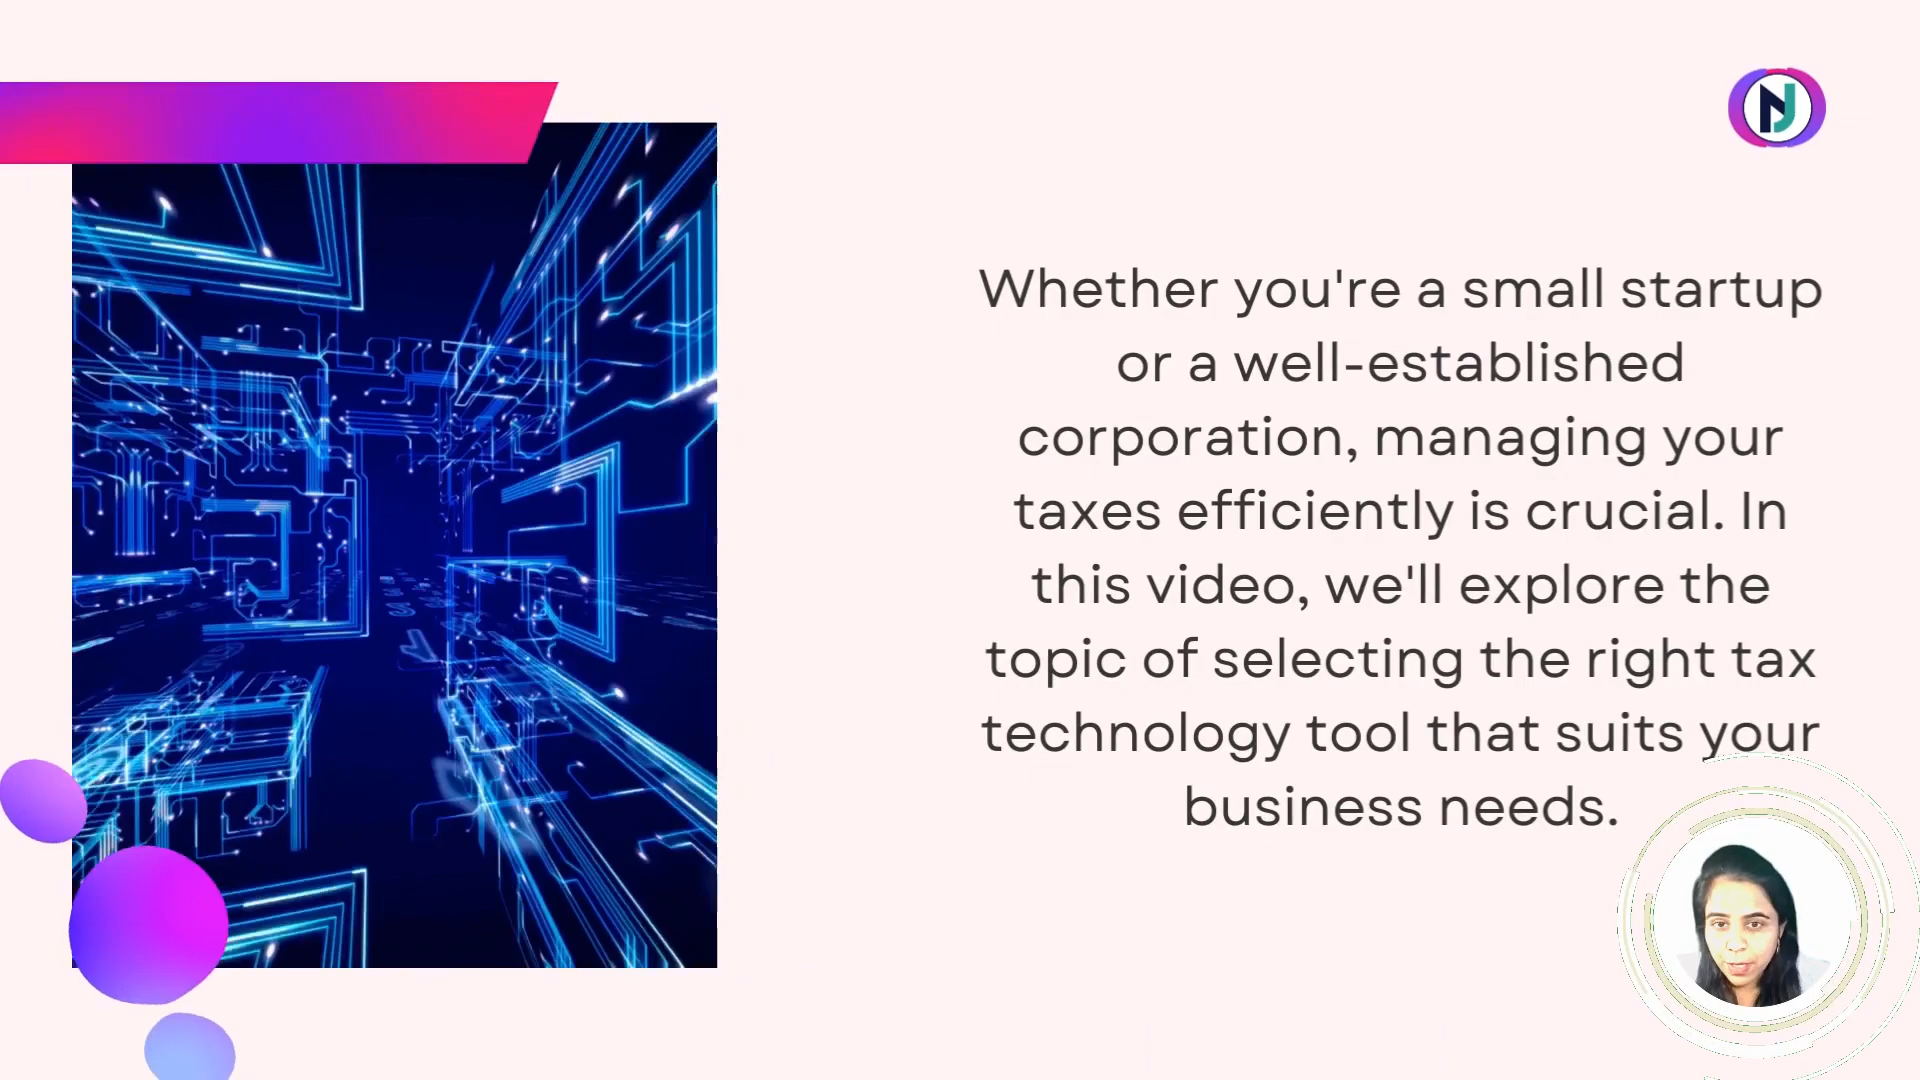 NJ
Whether you're a small startup
or a well-established
corporation, managing your
taxes efficiently is crucial. In
this video, we'll explore the
topic of selecting the right tax
technology tool that suits your
business needs.